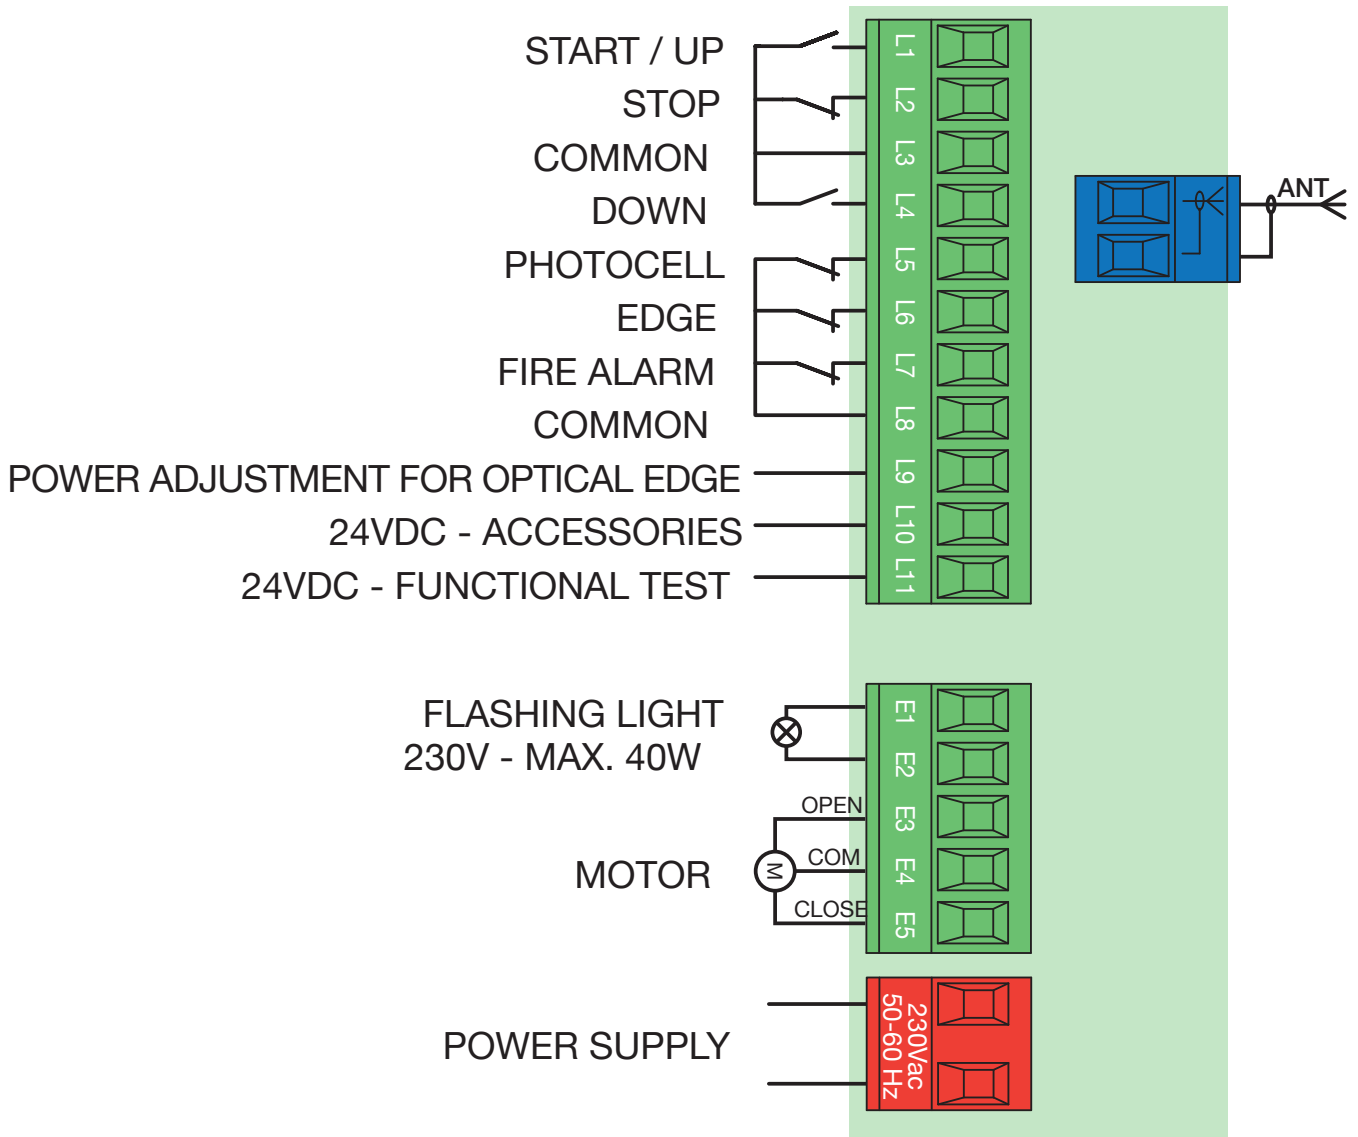 START / UP
L1
STOP
L2
COMMON
L3
DOWN
L4
ANT
PHOTOCELL
L5
EDGE
L6
FIRE ALARM
L7
COMMON
L8
POWER ADJUSTMENT FOR OPTICAL EDGE
L9
24VDC - ACCESSORIES
L10
24VDC - FUNCTIONAL TEST
L11
FLASHING LIGHT
230V - MAX. 40W
E1
E2
MOTOR
M
OPEN
E3
COM
E4
CLOSE
E5
POWER SUPPLY
230Vac
50-60 Hz